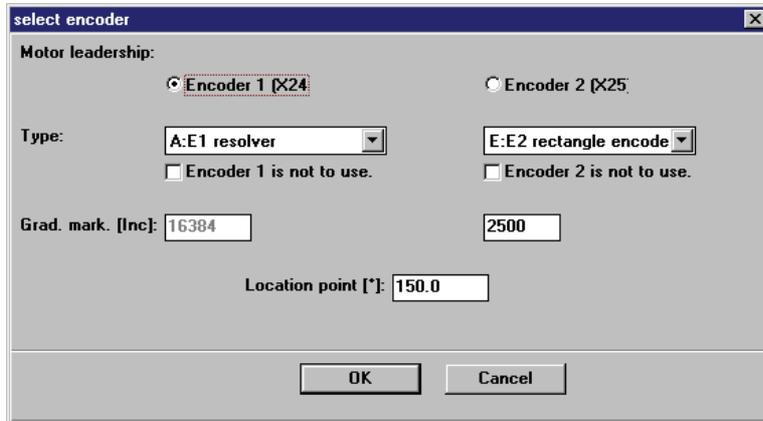 select encoder
Motor leadership:
Encoder 1 (X24 Encoder 2 (X25)
Type: A:E1 resolver E:E2 rectangle encode
Encoder 1 is not to use. Encoder 2 is not to use.
Grad. mark. [Inc]: 16384 2500
Location point [°]: 150.0
OK Cancel